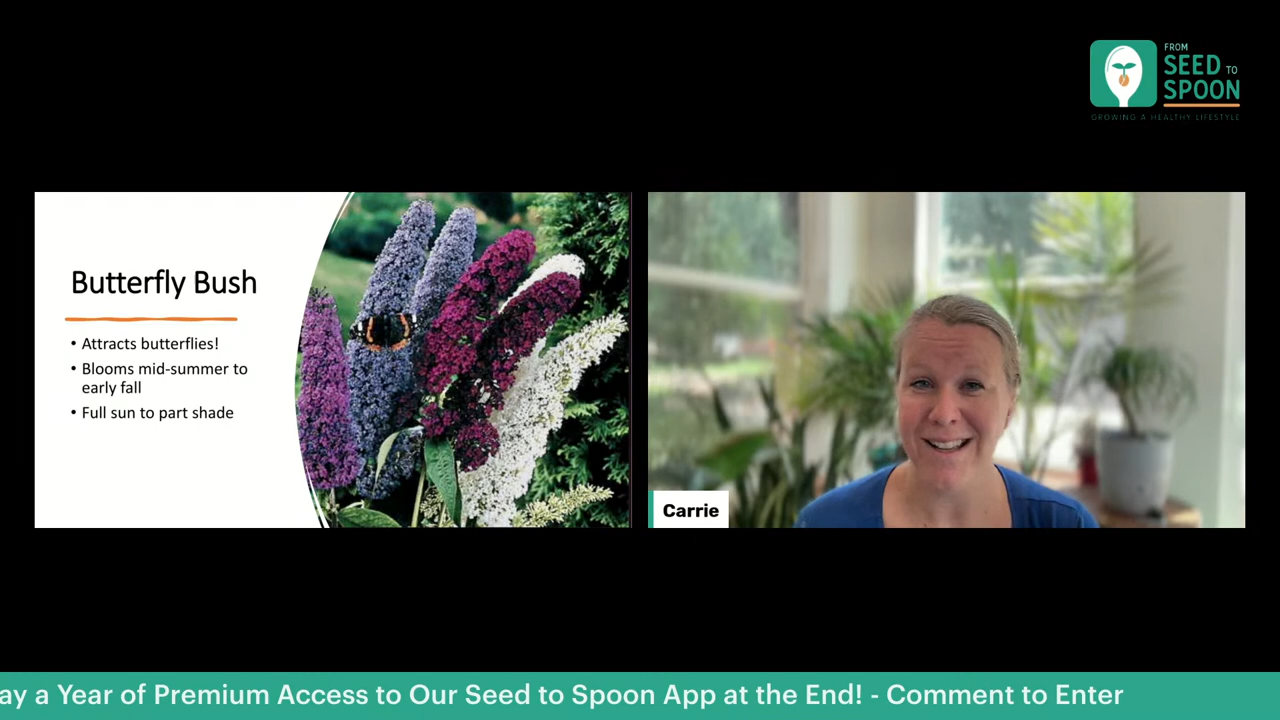 FROM
SEED TO
SPOON
GROWING A HEALTHY LIFESTYLE
Butterfly Bush
• Attracts butterflies!
• Blooms mid-summer to
early fall
• Full sun to part shade
Carrie
ay a Year of Premium Access to Our Seed to Spoon App at the End! - Comment to Enter